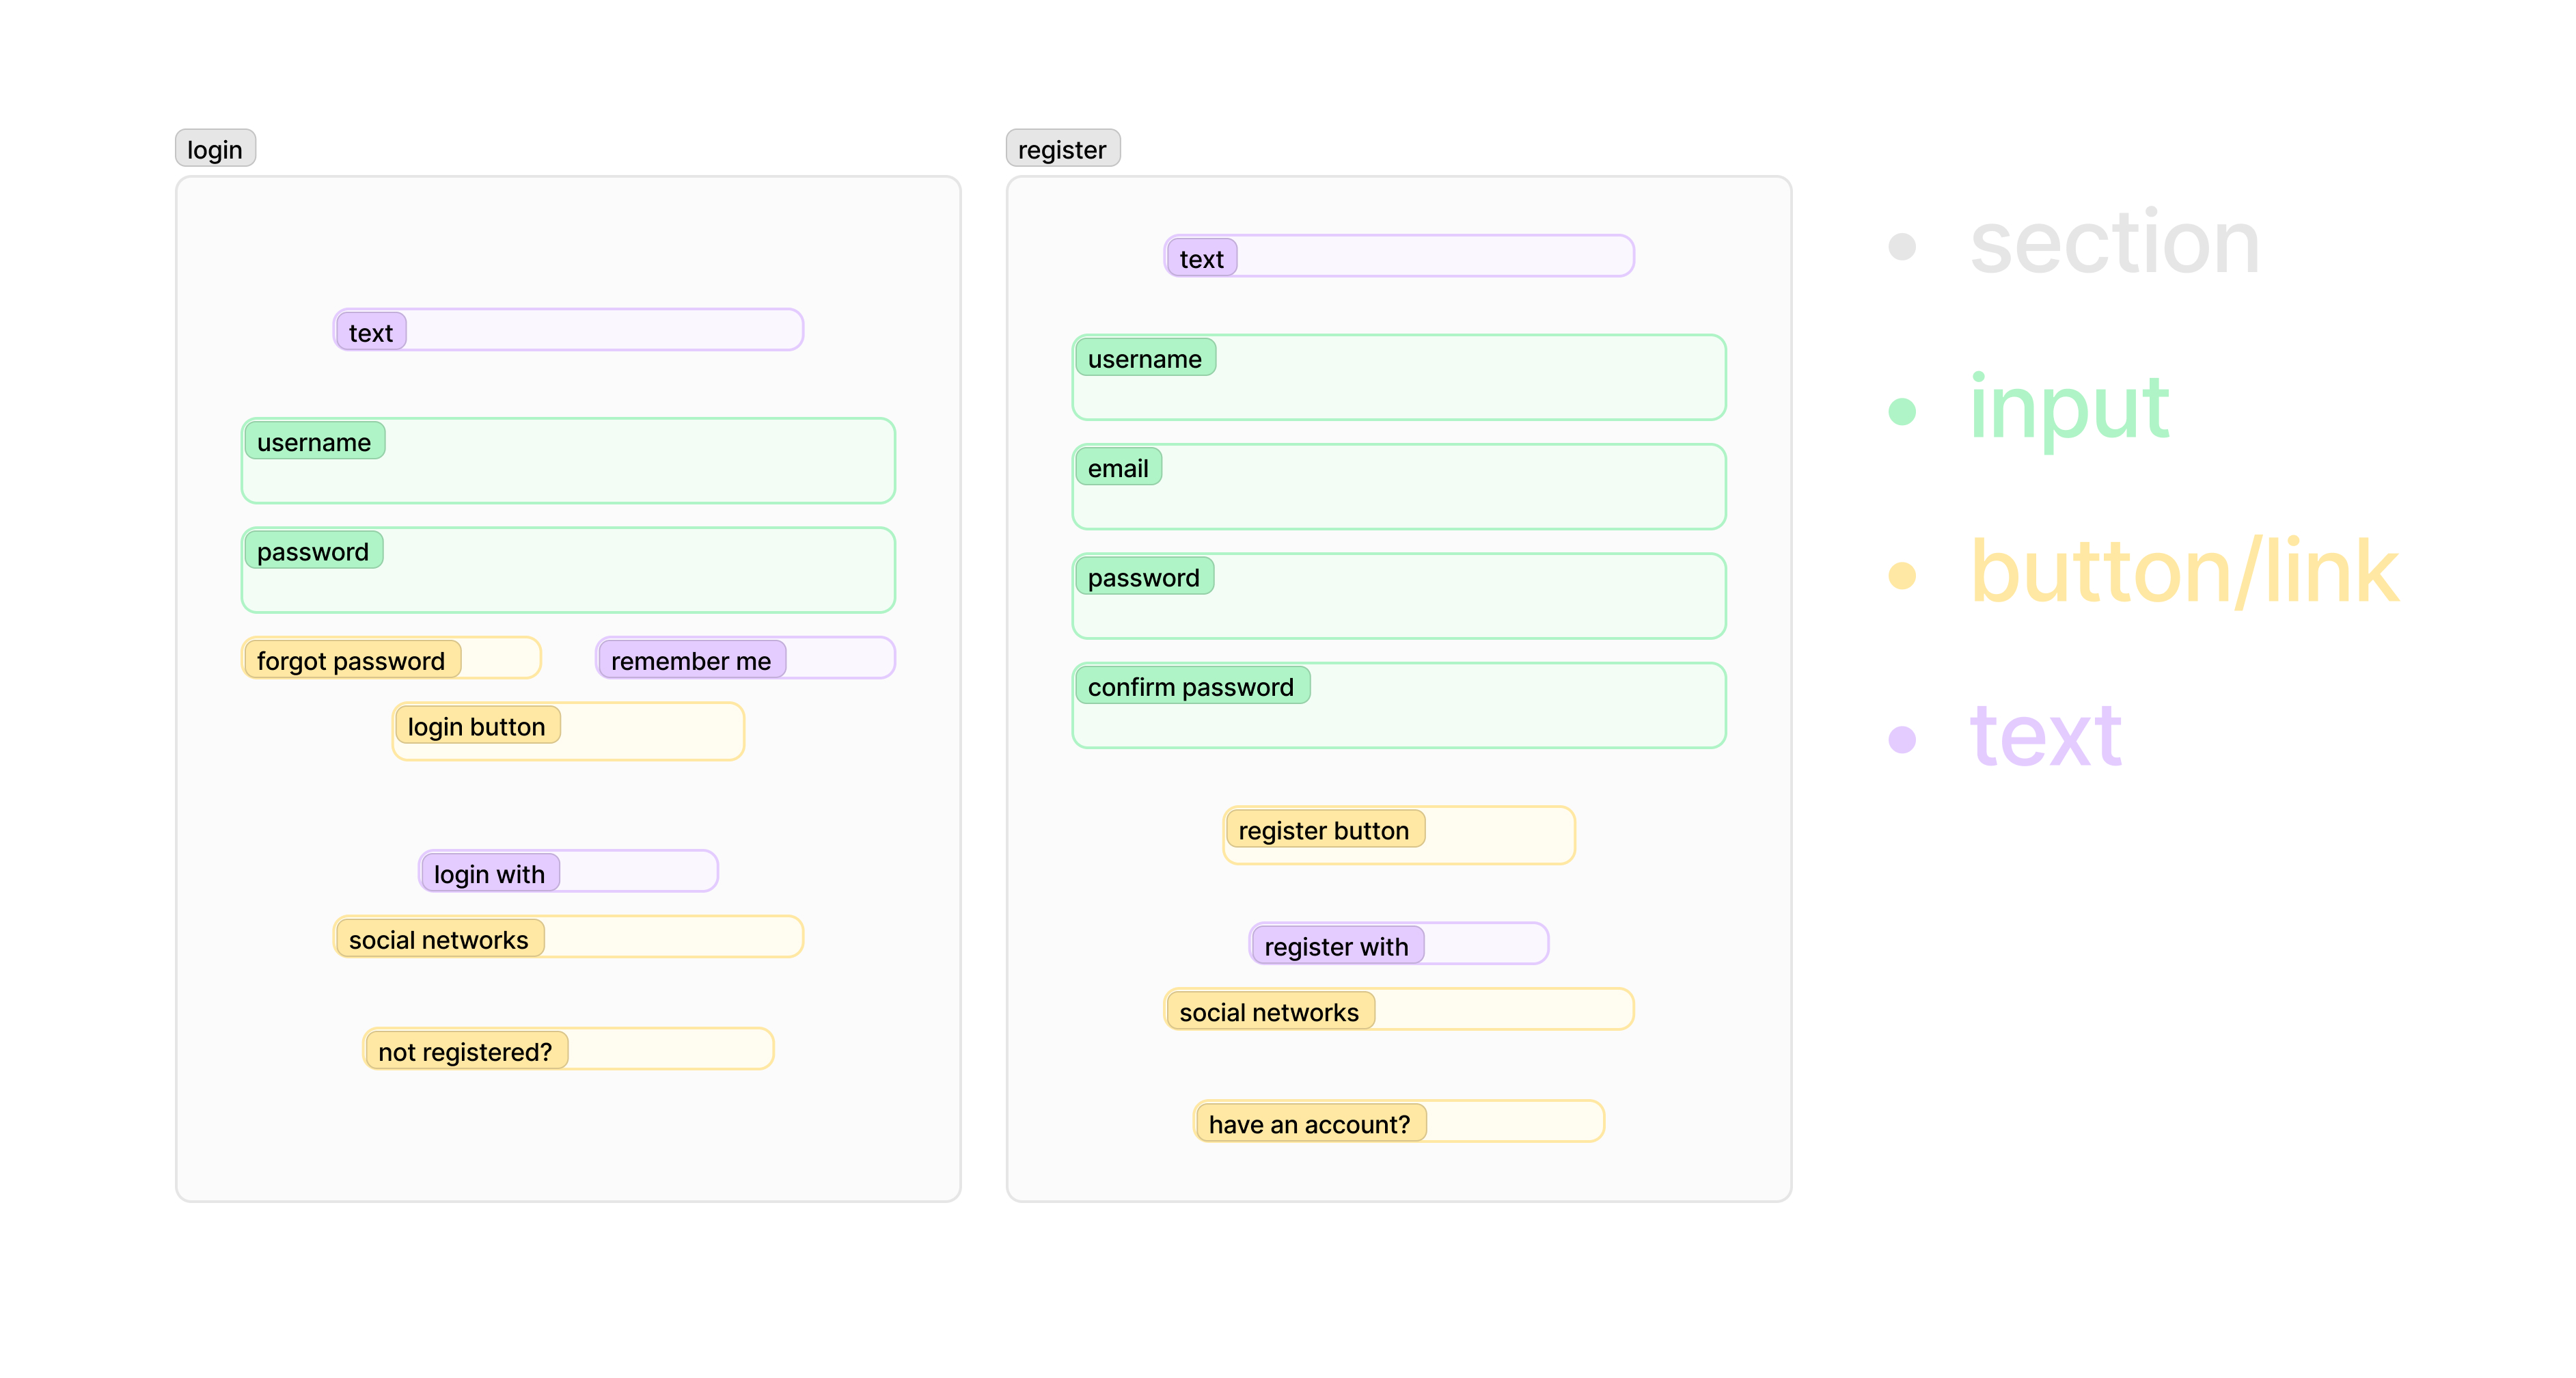 login
text
username
password
forgot password
remember me
login button
login with
social networks
not registered?
register
text
username
email
password
confirm password
register button
register with
social networks
have an account?
• section
• input
• button/link
• text